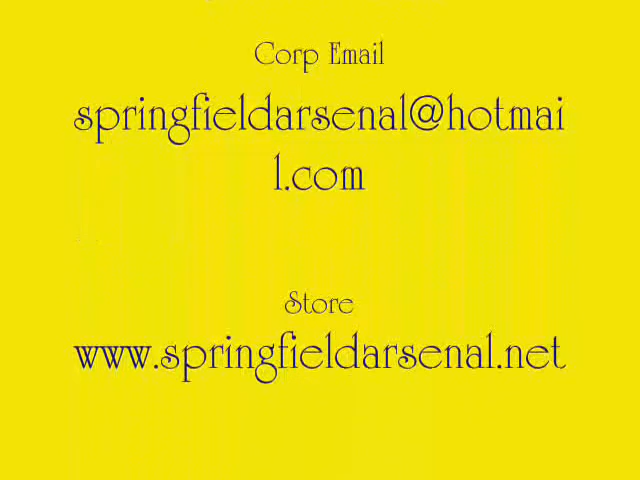 Corp Email
springfieldarsenal@hotmai
l.com
Store
www.springfieldarsenal.net